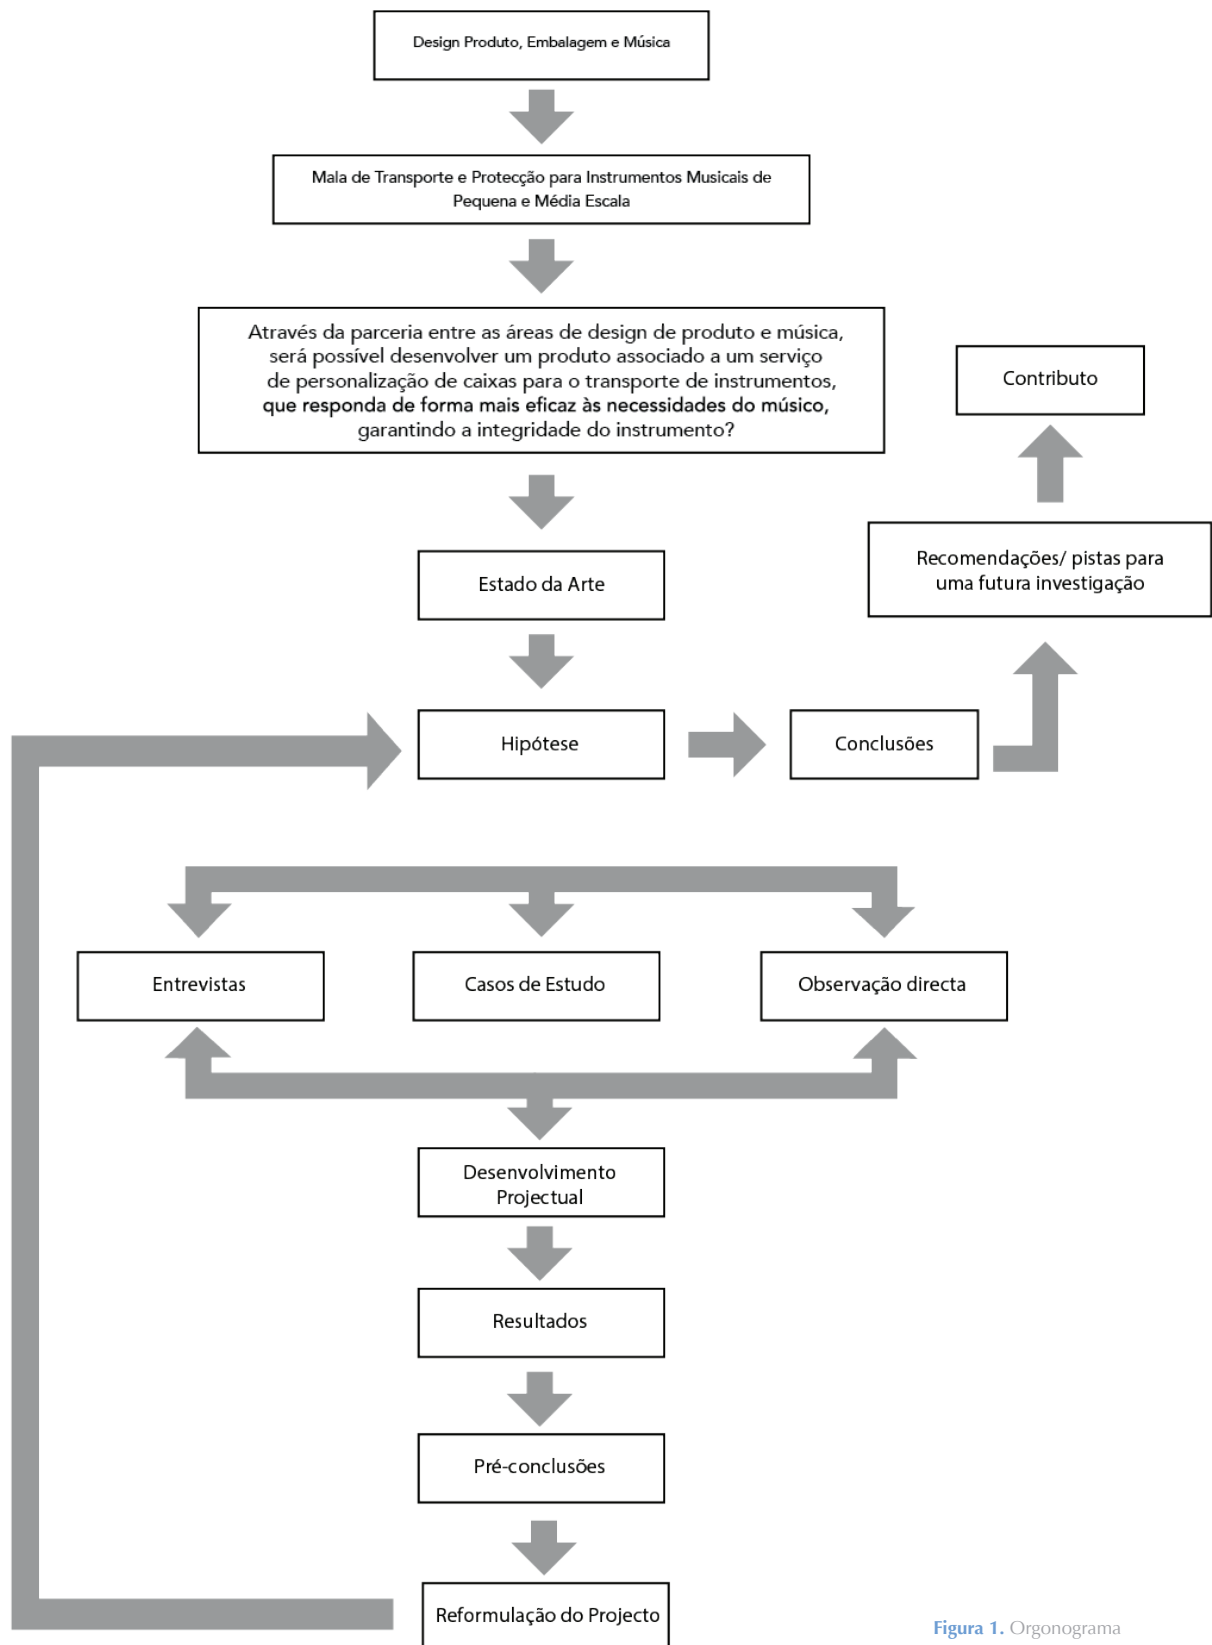 Design Produto, Embalagem e Música
Mala de Transporte e Protecção para Instrumentos Musicais de
Pequena e Média Escala
Através da parceria entre as áreas de design de produto e música,
será possível desenvolver um produto associado a um serviço
de personalização de caixas para o transporte de instrumentos,
que responda de forma mais eficaz às necessidades do músico,
garantindo a integridade do instrumento?
Contributo
Recomendações/ pistas para
uma futura investigação
Estado da Arte
Hipótese
Conclusões
Entrevistas
Casos de Estudo
Observação directa
Desenvolvimento
Projectual
Resultados
Pré-conclusões
Reformulação do Projecto
Figura 1. Orgonograma